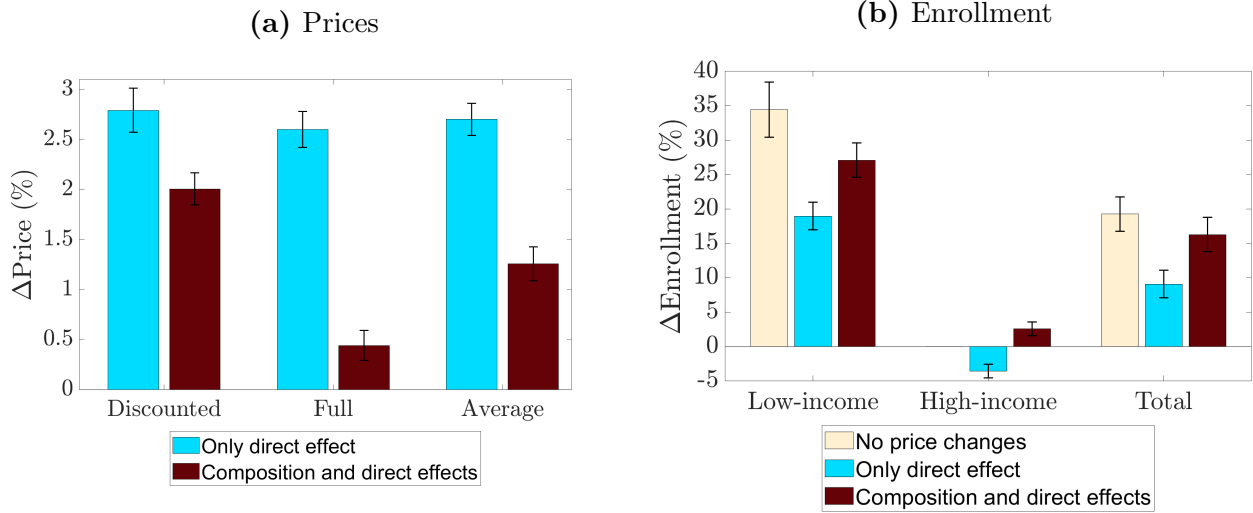 (a) Prices
ΔPrice (%)
3
2.5
2
1.5
1
0.5
0
Discounted
Full
Average
Only direct effect
Composition and direct effects
(b) Enrollment
ΔEnrollment (%)
40
35
30
25
20
15
10
5
0
-5
Low-income
High-income
Total
No price changes
Only direct effect
Composition and direct effects